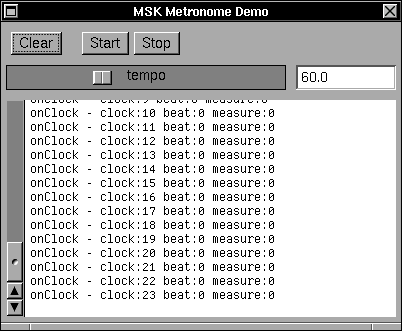 MSK Metronome Demo
Clear Start Stop
tempo 60.0
onClock - clock:9 beat:0 measure:0
onClock - clock:10 beat:0 measure:0
onClock - clock:11 beat:0 measure:0
onClock - clock:12 beat:0 measure:0
onClock - clock:13 beat:0 measure:0
onClock - clock:14 beat:0 measure:0
onClock - clock:15 beat:0 measure:0
onClock - clock:16 beat:0 measure:0
onClock - clock:17 beat:0 measure:0
onClock - clock:18 beat:0 measure:0
onClock - clock:19 beat:0 measure:0
onClock - clock:20 beat:0 measure:0
onClock - clock:21 beat:0 measure:0
onClock - clock:22 beat:0 measure:0
onClock - clock:23 beat:0 measure:0